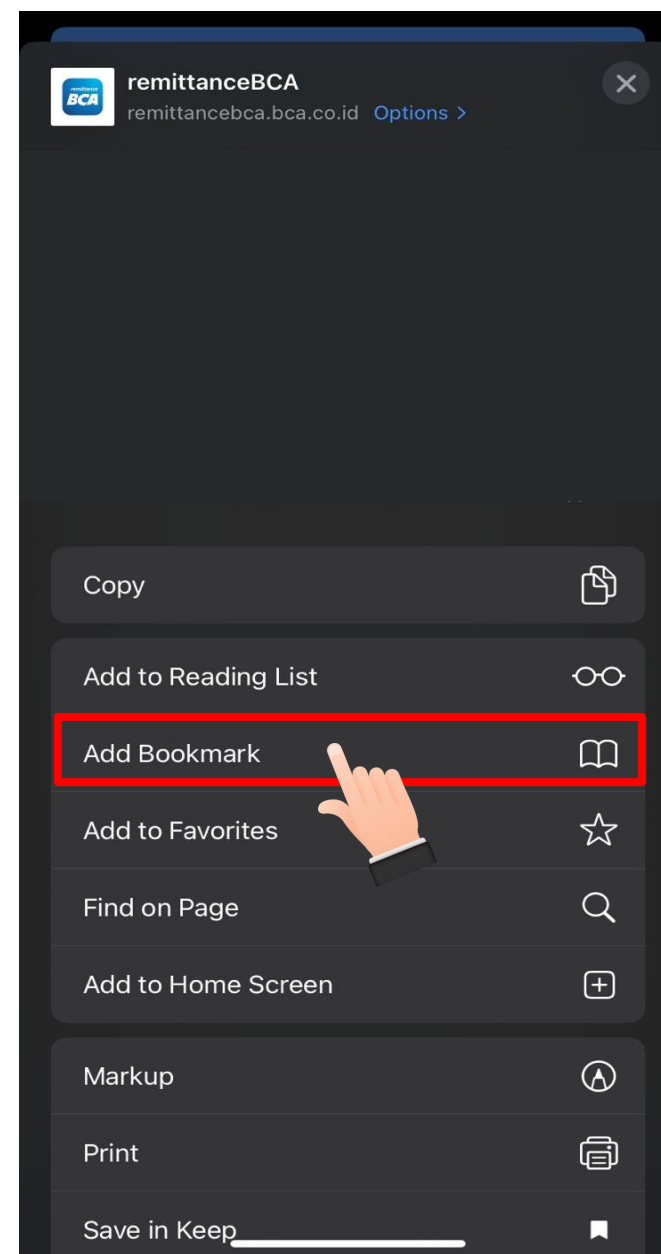 remittance
BCA
remittanceBCA
remittancebca.bca.co.id Options >
Copy
Add to Reading List
Add Bookmark
Add to Favorites
Find on Page
Add to Home Screen
Markup
Print
Save in Keep